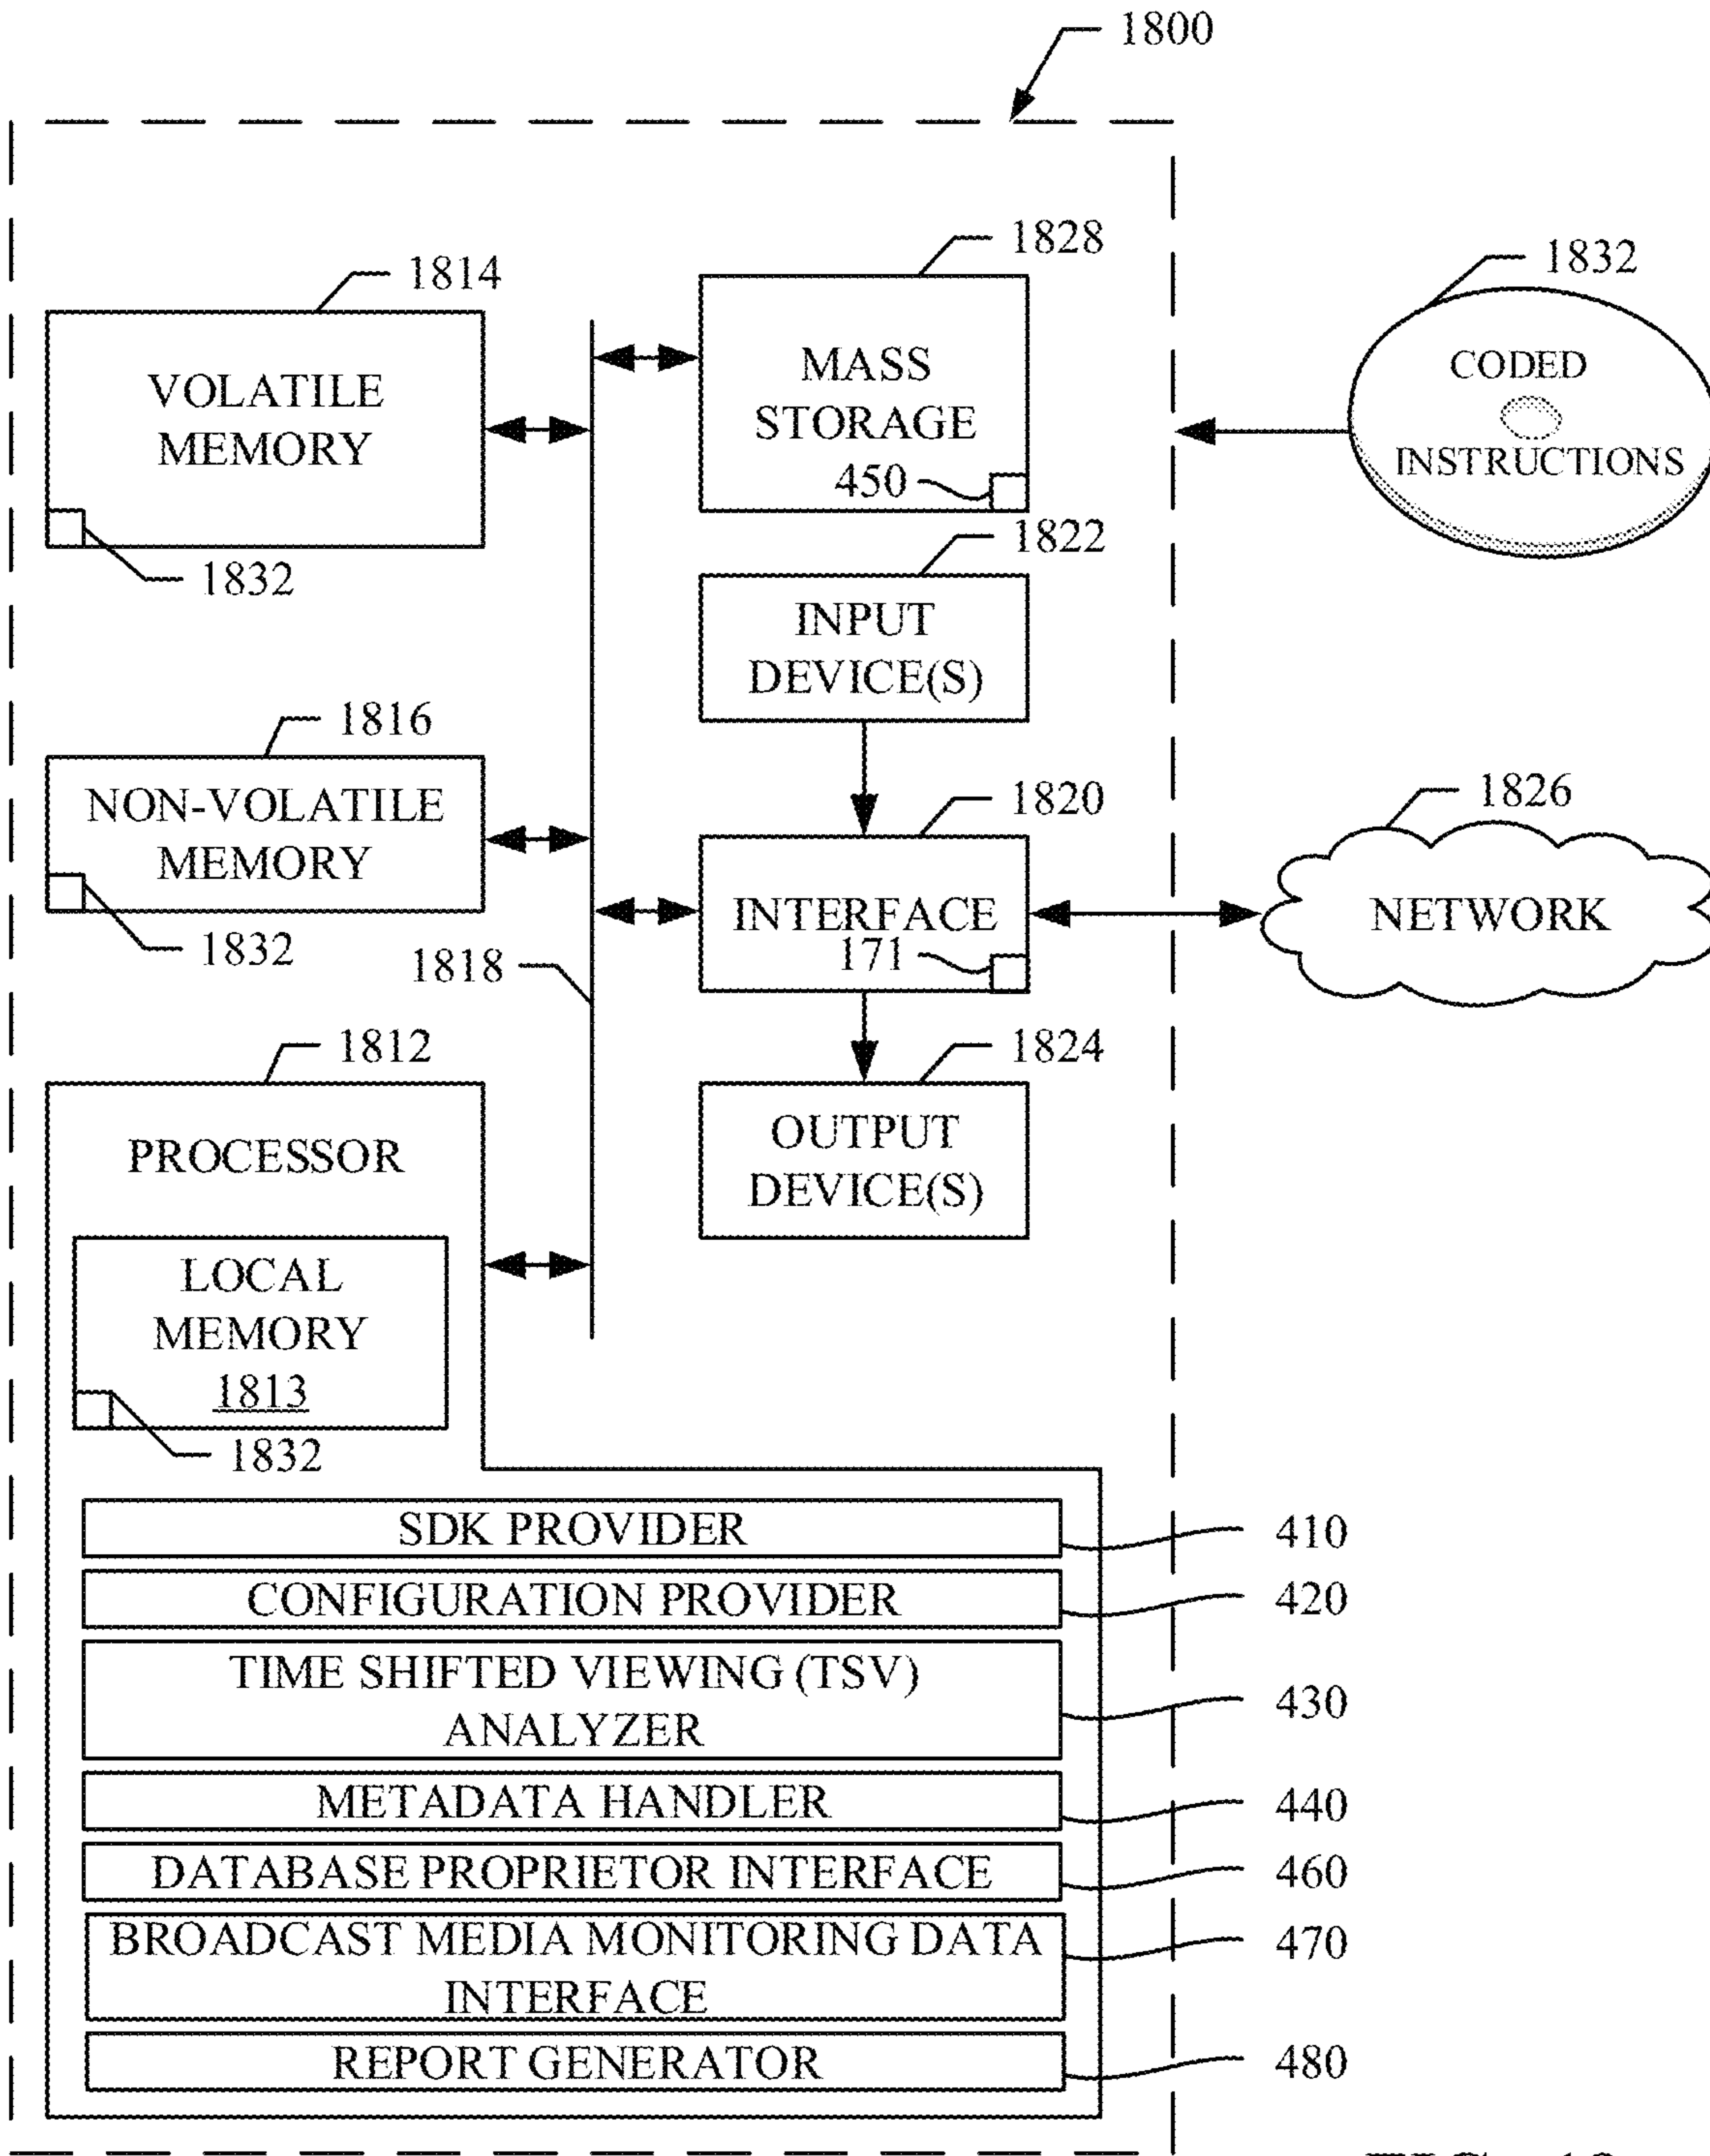 1800
1828
1814
1832
VOLATILE
MEMORY
1832
MASS
STORAGE
450
CODED
INSTRUCTIONS
1822
INPUT
DEVICE(S)
1816
NON-VOLATILE
MEMORY
1832
1820
INTERFACE
171
1826
NETWORK
1818
1812
PROCESSOR
LOCAL
MEMORY
1813
1832
1824
OUTPUT
DEVICE(S)
SDK PROVIDER
410
CONFIGURATION PROVIDER
420
TIME SHIFTED VIEWING (TSV)
ANALYZER
430
METADATA HANDLER
440
DATABASE PROPRIETOR INTERFACE
460
BROADCAST MEDIA MONITORING DATA
INTERFACE
470
REPORT GENERATOR
480